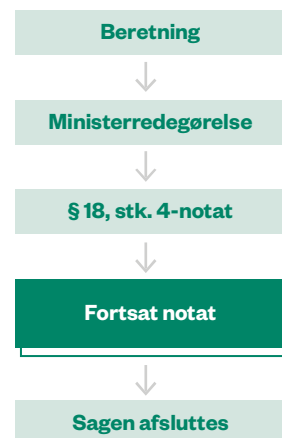 Beretning
Ministerredegørelse
§ 18, stk. 4-notat
Fortsat notat
Sagen afsluttes